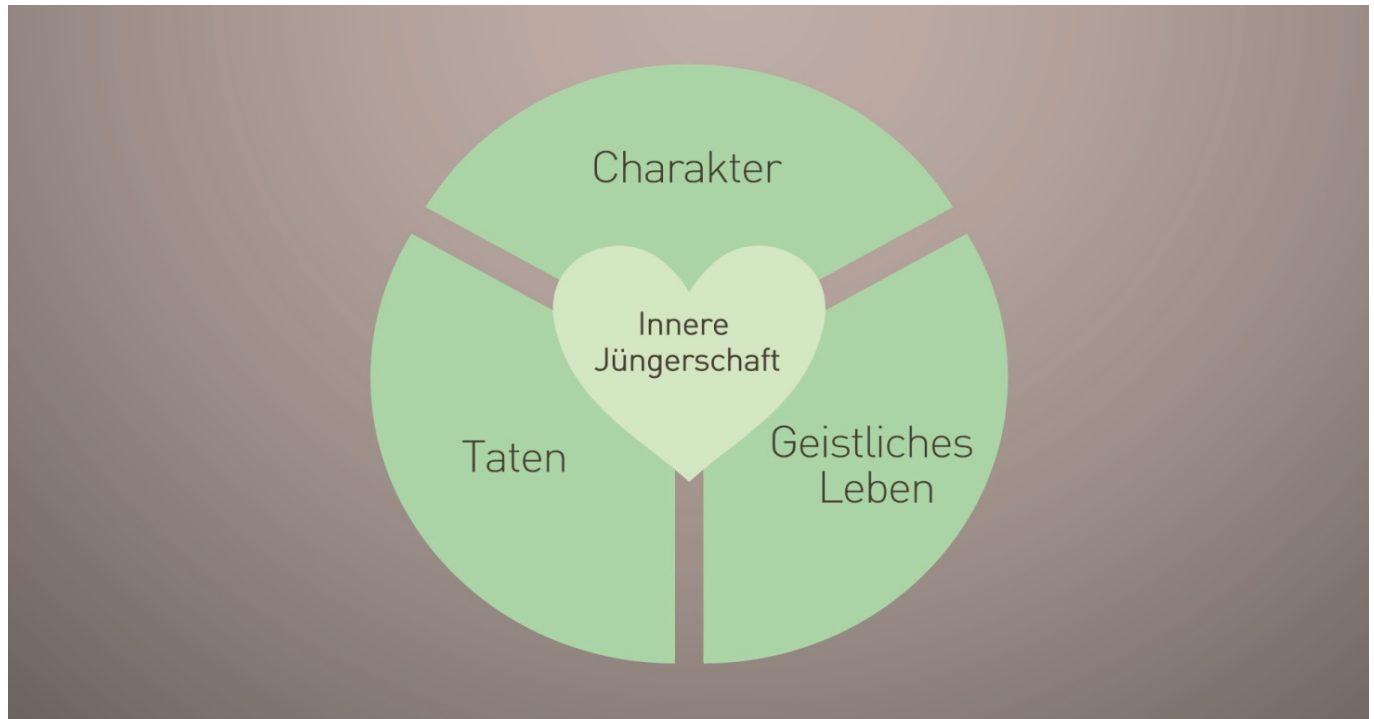 Charakter
Innere
Jüngerschaft
Taten
Geistliches
Leben